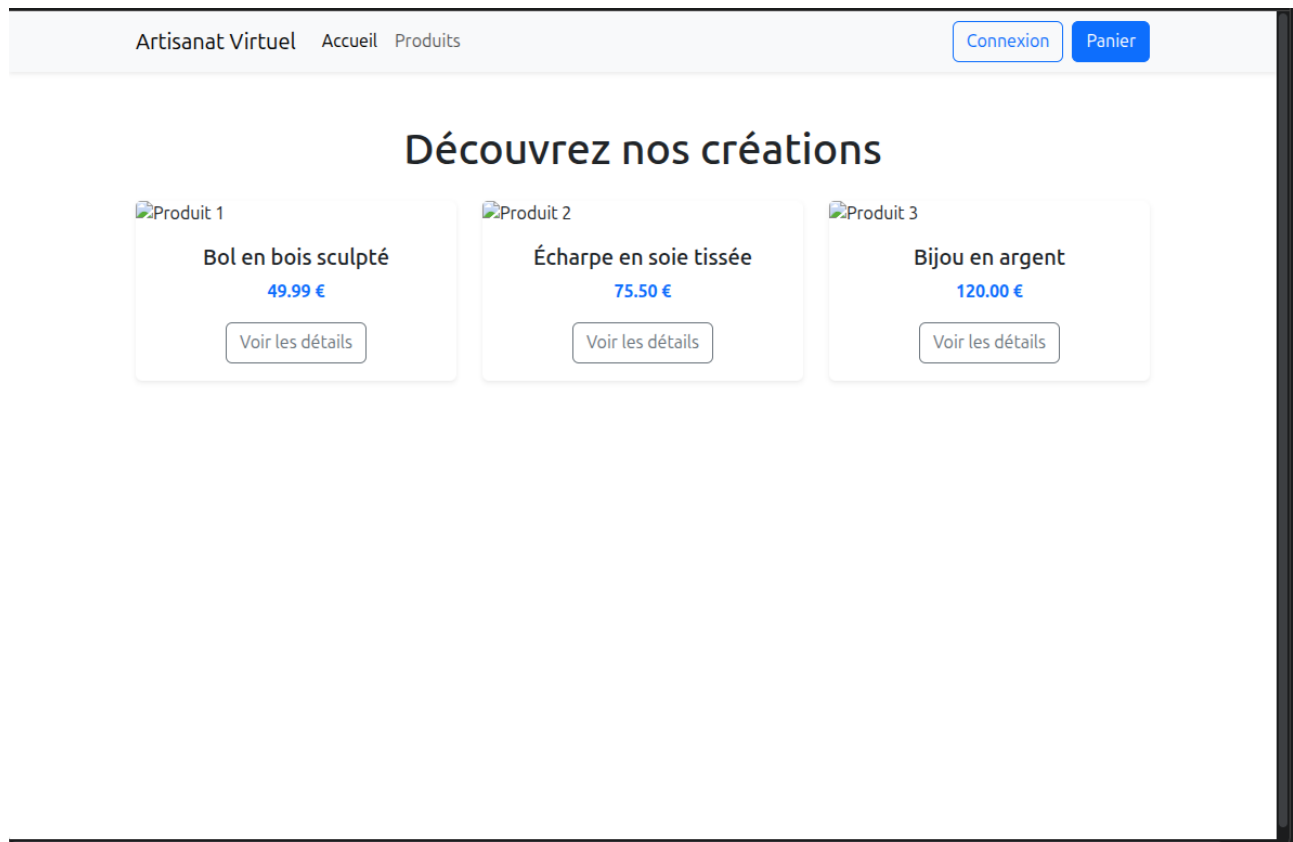 Artisanat Virtuel Accueil Produits Connexion Panier
Découvrez nos créations
Produit 1 Produit 2 Produit 3
Bol en bois sculpté Écharpe en soie tissée Bijou en argent
49.99 € 75.50 € 120.00 €
Voir les détails Voir les détails Voir les détails